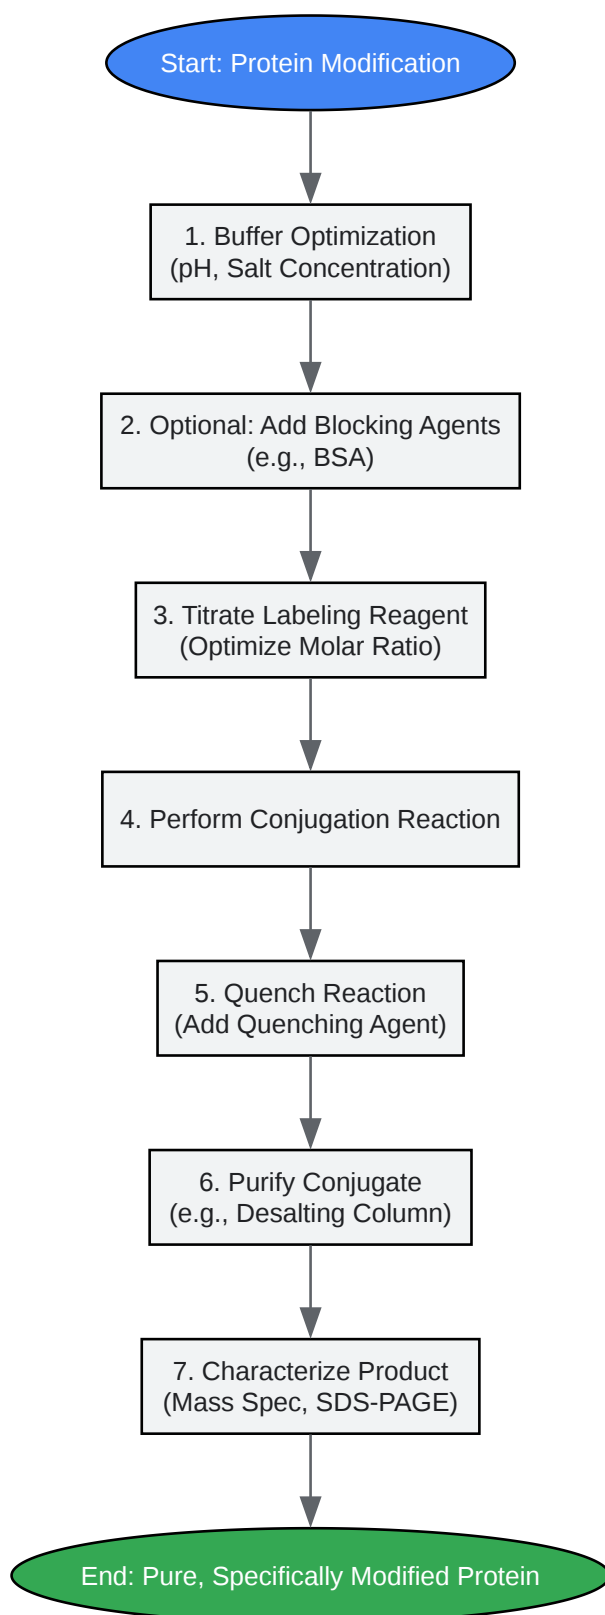 Start: Protein Modification
1. Buffer Optimization
(pH, Salt Concentration)
2. Optional: Add Blocking Agents
(e.g., BSA)
3. Titrate Labeling Reagent
(Optimize Molar Ratio)
4. Perform Conjugation Reaction
5. Quench Reaction
(Add Quenching Agent)
6. Purify Conjugate
(e.g., Desalting Column)
7. Characterize Product
(Mass Spec, SDS-PAGE)
End: Pure, Specifically Modified Protein